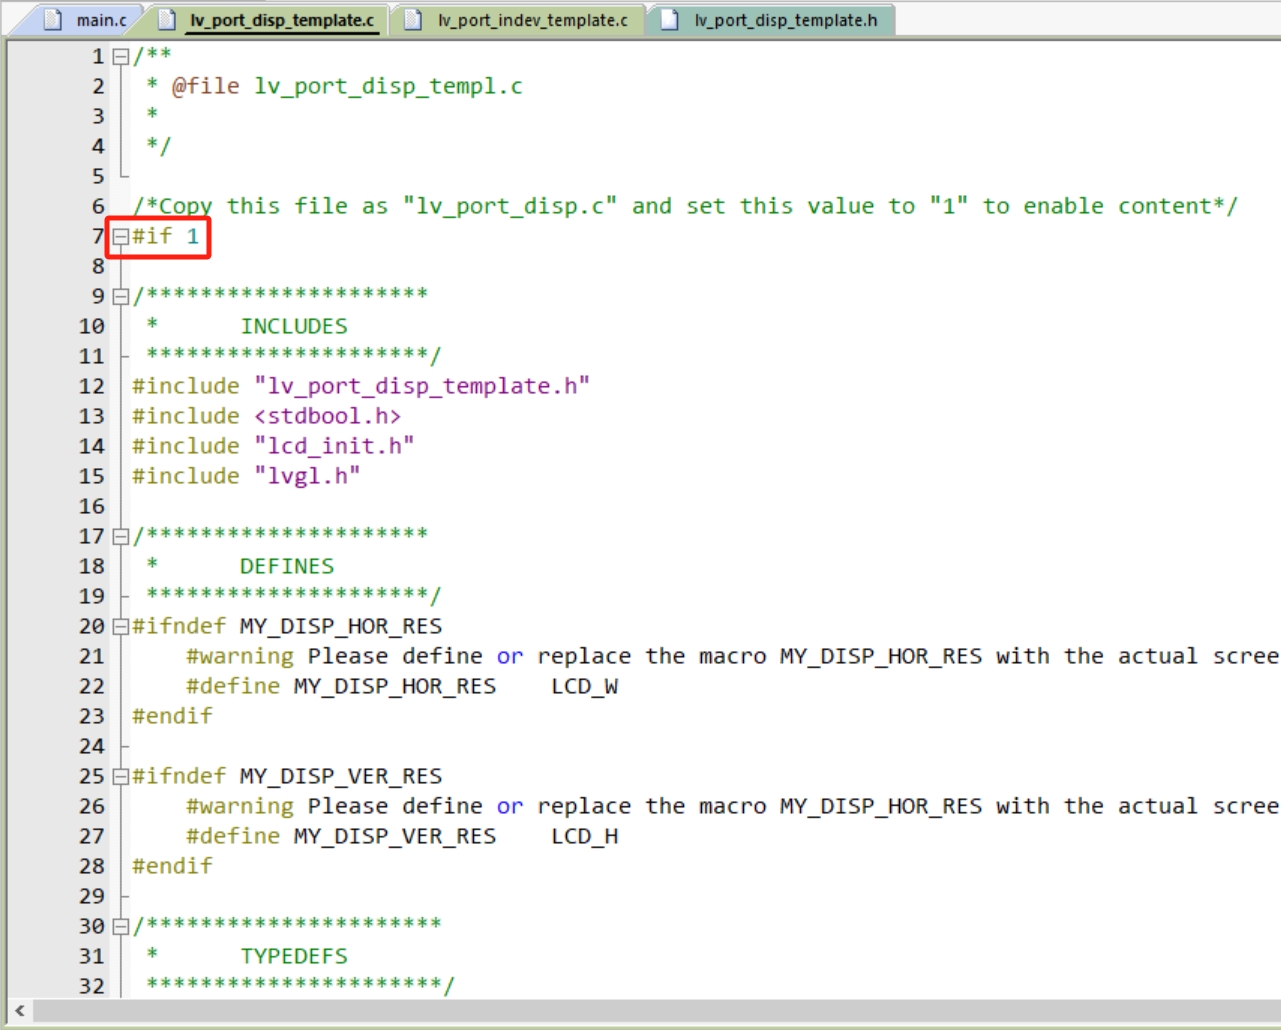 main.c lv_port_disp_template.c lv_port_indev_template.c lv_port_disp_template.h
1 /**
2 * @file lv_port_disp_templ.c
3 *
4 */
5
6 /*Copy this file as "lv_port_disp.c" and set this value to "1" to enable content*/
7 #if 1
8
9 /*********************
10 *      INCLUDES
11 *********************/
12 #include "lv_port_disp_template.h"
13 #include <stdbool.h>
14 #include "lcd_init.h"
15 #include "lvgl.h"
16
17 /*********************
18 *      DEFINES
19 *********************/
20 #ifndef MY_DISP_HOR_RES
21     #warning Please define or replace the macro MY_DISP_HOR_RES with the actual scree
22     #define MY_DISP_HOR_RES    LCD_W
23 #endif
24
25 #ifndef MY_DISP_VER_RES
26     #warning Please define or replace the macro MY_DISP_HOR_RES with the actual scree
27     #define MY_DISP_VER_RES    LCD_H
28 #endif
29
30 /**********************
31 *      TYPEDEFS
32 **********************/